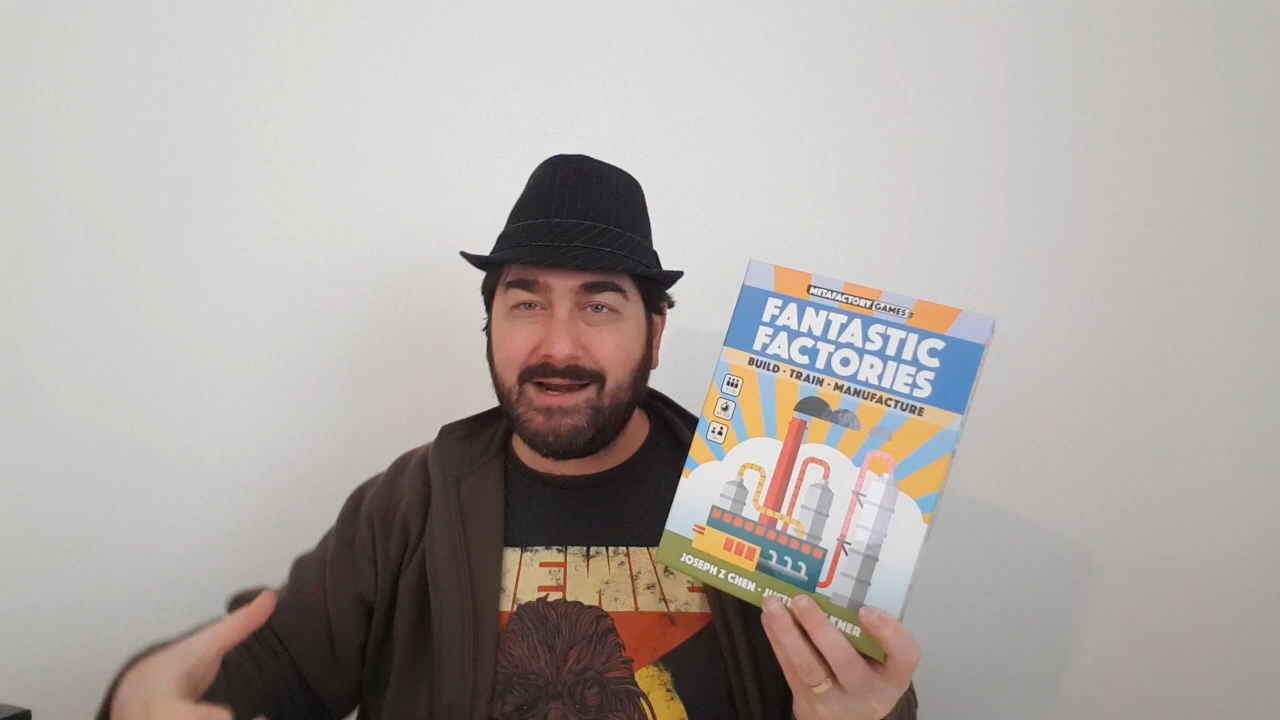 METAFACTORY GAMES
FANTASTIC
FACTORIES
BUILD · TRAIN · MANUFACTURE
JOSEPH Z CHEN ·